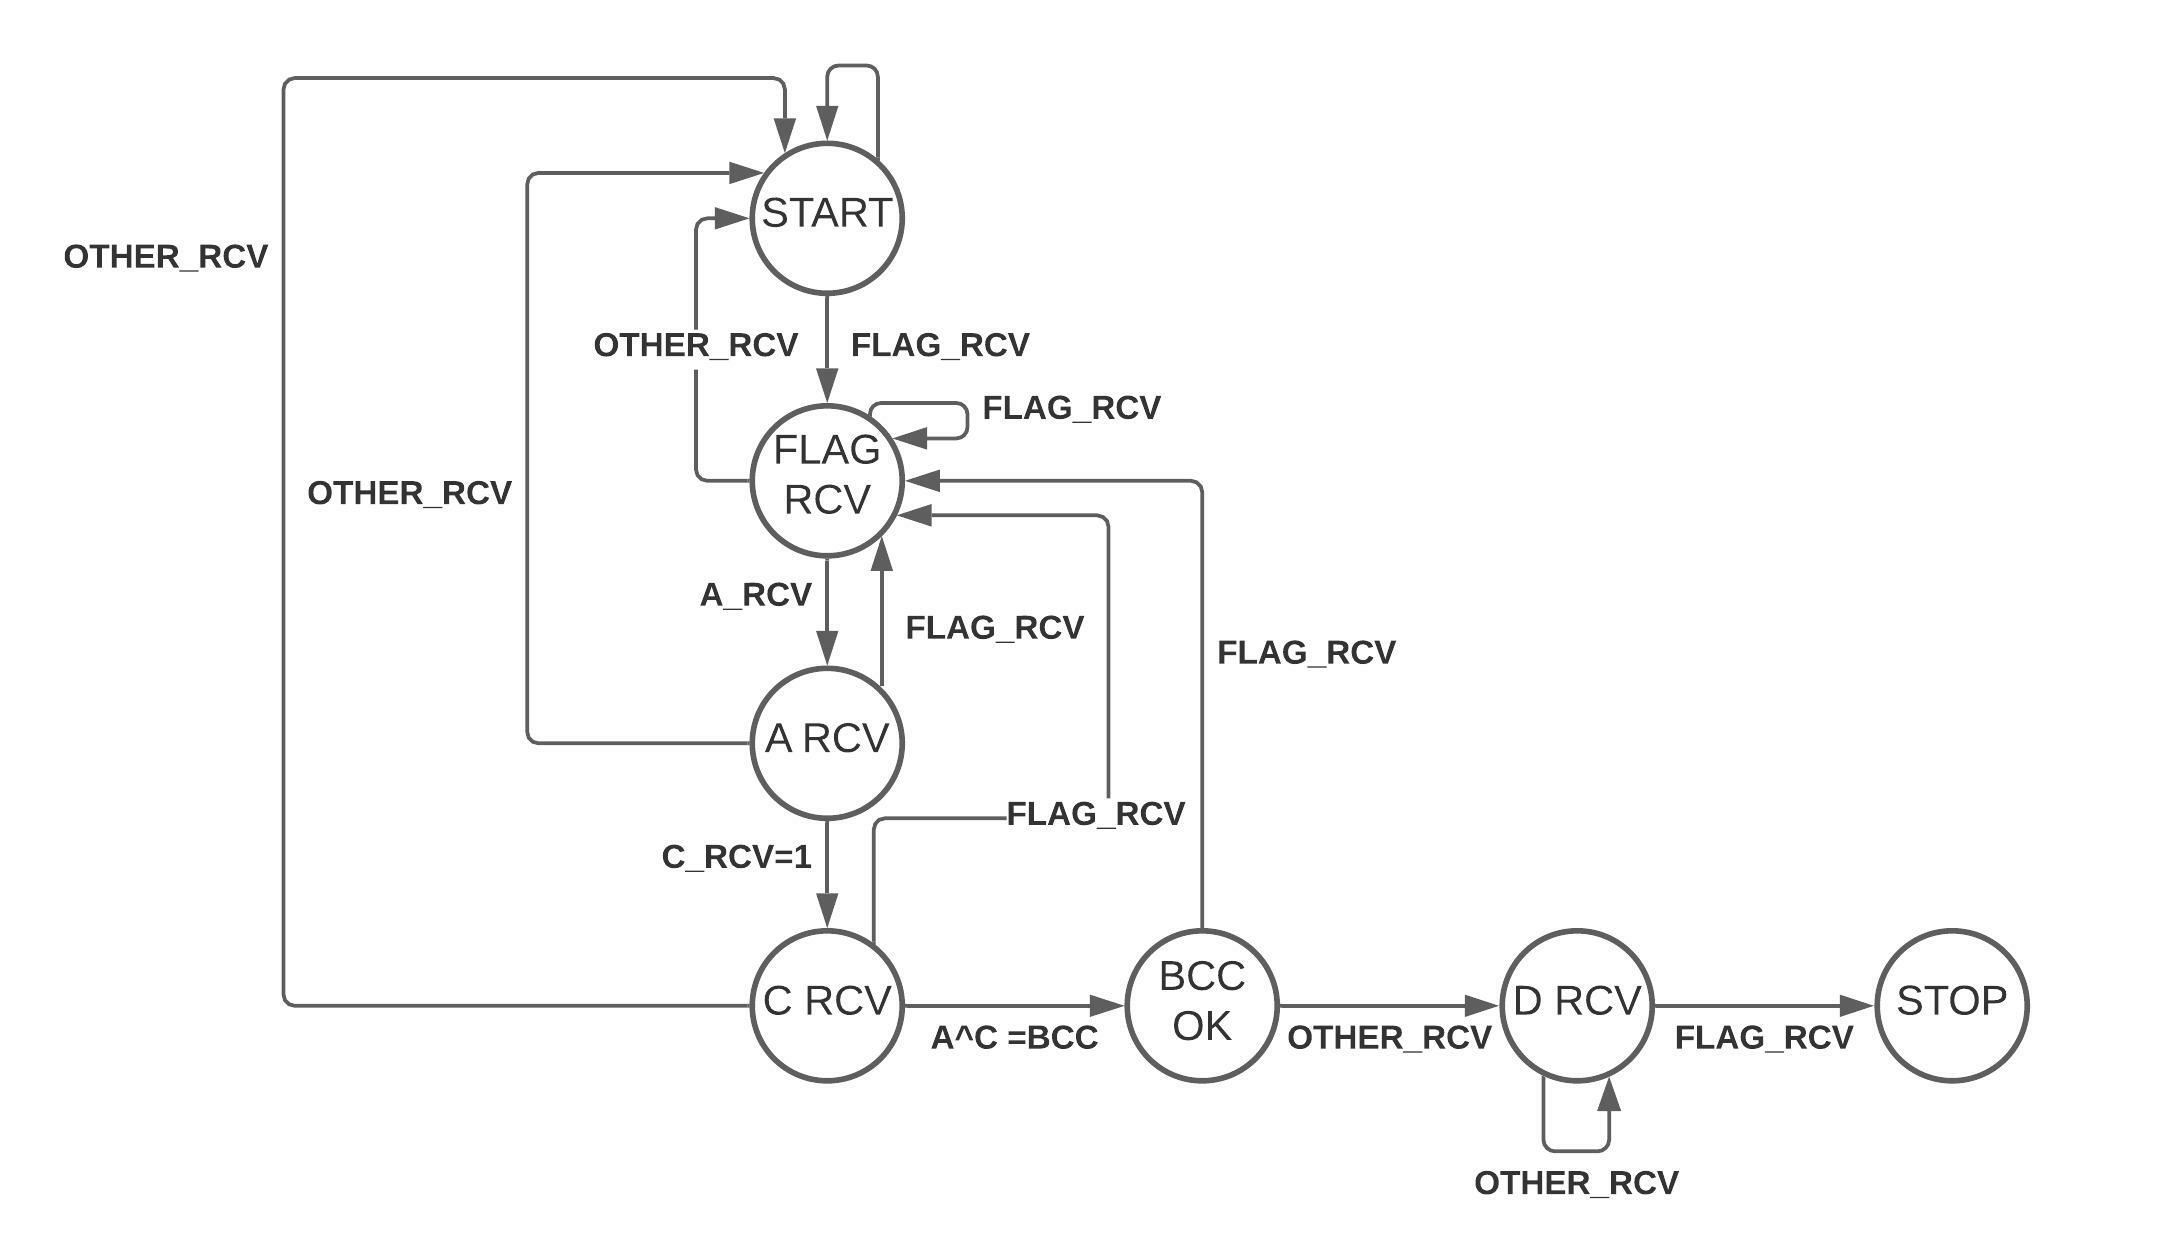 START
OTHER_RCV
OTHER_RCV
FLAG_RCV
FLAG_RCV
FLAG
RCV
OTHER_RCV
A_RCV
FLAG_RCV
FLAG_RCV
A RCV
FLAG_RCV
C_RCV=1
C RCV
A^C =BCC
BCC
OK
OTHER_RCV
D RCV
FLAG_RCV
STOP
OTHER_RCV